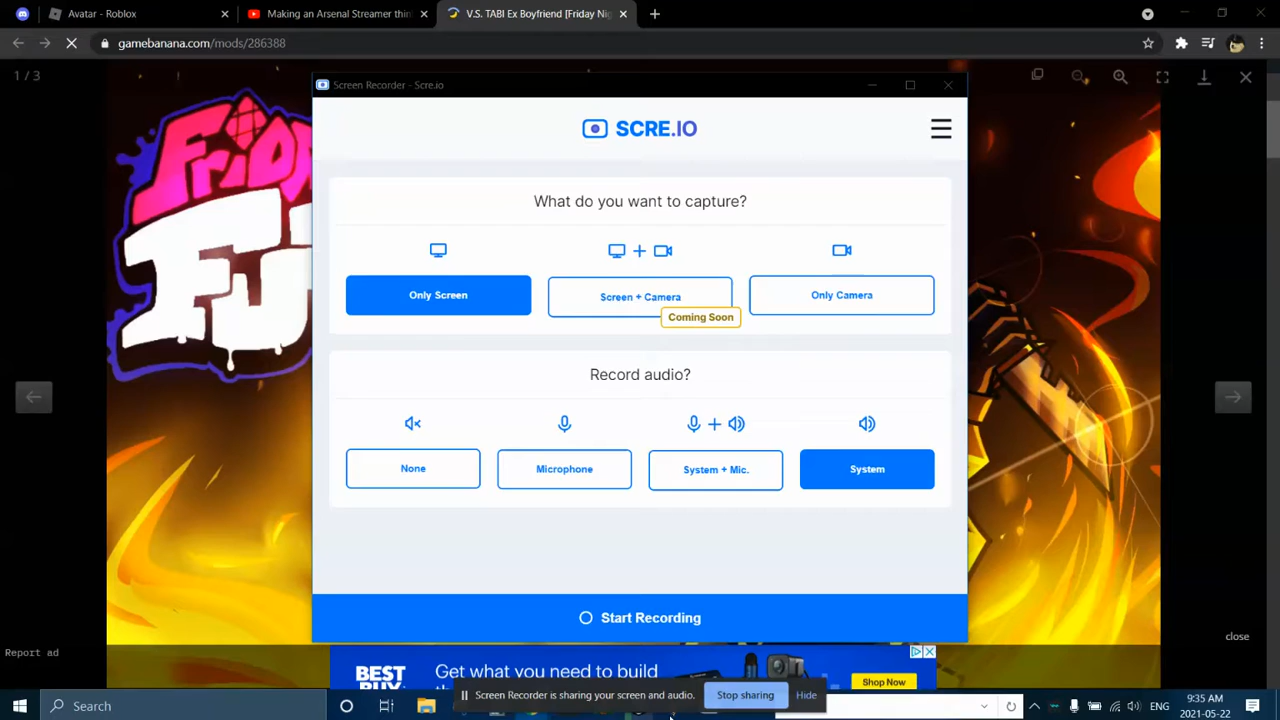 Avatar - Roblox
Making an Arsenal Streamer thin
V.S. TABI Ex Boyfriend [Friday Nig
gamebanana.com/mods/286388
1 / 3
Screen Recorder - Scre.io
SCRE.IO
What do you want to capture?
Only Screen
Screen + Camera
Only Camera
Coming Soon
Record audio?
None
Microphone
System + Mic.
System
Start Recording
close
Report ad
BEST
Get what you need to build
Shop Now
Screen Recorder is sharing your screen and audio.
Stop sharing
Hide
Search
ENG
9:35 AM
2021-05-22